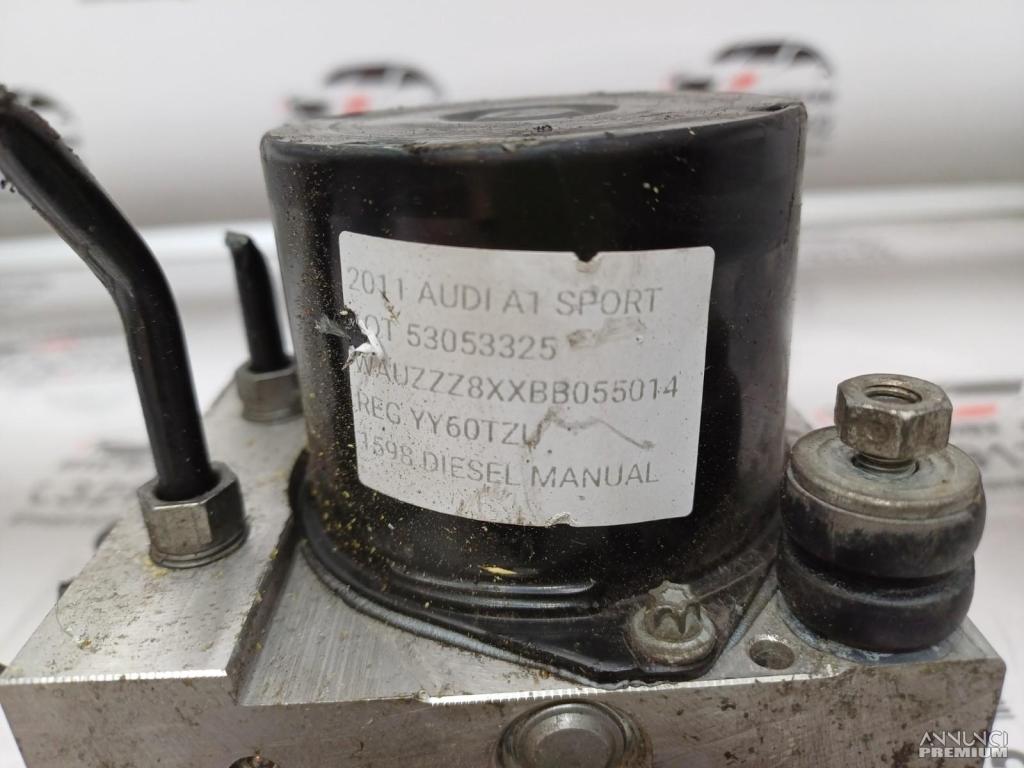 2011 AUDI A1 SPORT
53053325
WAUZZZ8XXBB055014
REG YY60TZU
1598 DIESEL MANUAL
ANNUNCI
PREMIUM